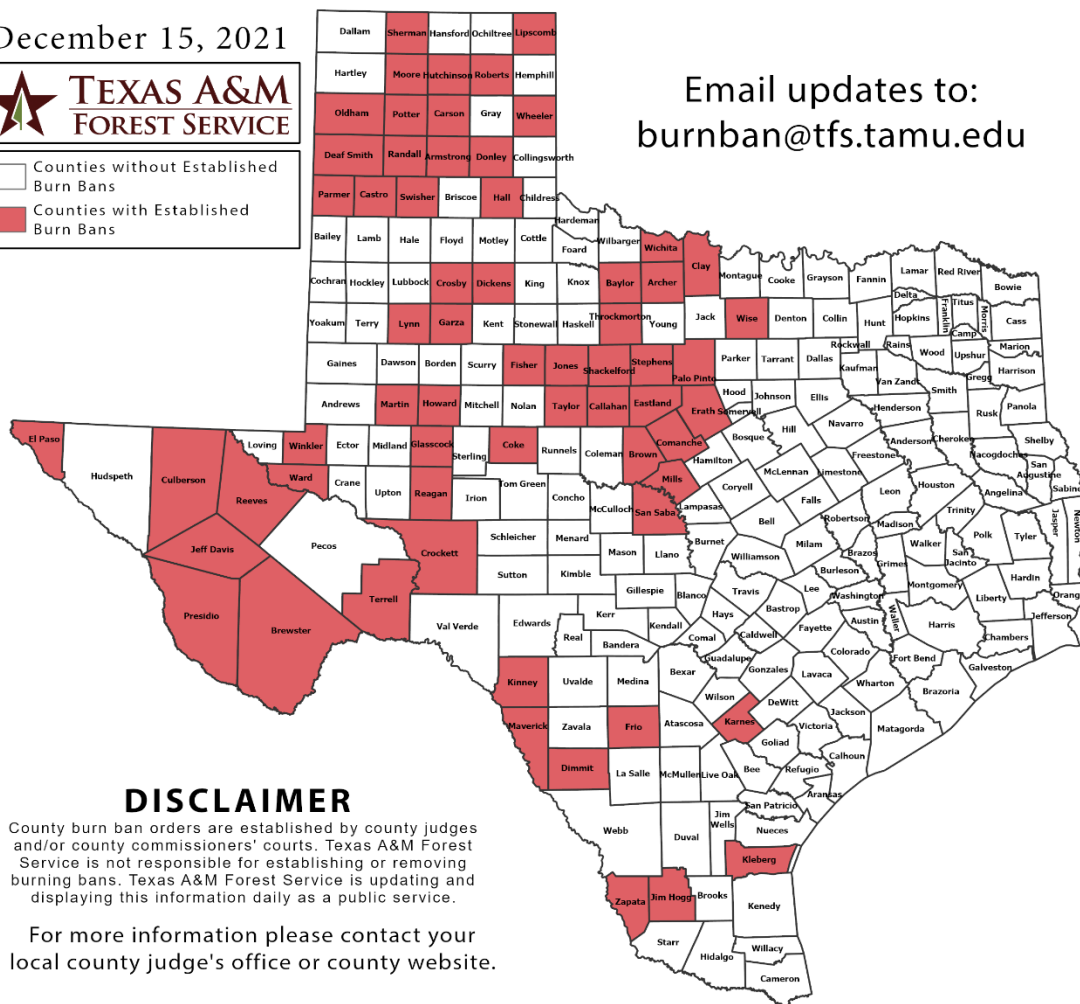 December 15, 2021
TEXAS A&M
FOREST SERVICE
Counties without Established
Burn Bans
Counties with Established
Burn Bans
Email updates to:
burnban@tfs.tamu.edu
Dallam Sherman Hansford Ochiltree Lipscomb
Hartley Moore Hutchinson Roberts Hemphill
Oldham Potter Carson Gray Wheeler
Deaf Smith Randall Armstrong Donley Collingsworth
Parmer Castro Swisher Briscoe Hall Childress
Hardeman
Bailey Lamb Hale Floyd Motley Cottle Foard Wilbarger Wichita Clay
Montague Cooke Grayson Fannin Lamar Red River Bowie
Cochran Hockley Lubbock Crosby Dickens King Knox Baylor Archer
Delta Franklin Titus Morris
Yoakum Terry Lynn Garza Kent Stonewall Haskell Throckmorton Young Jack Wise Denton Collin Hunt Hopkins Camp Cass
Rockwall Rains Wood Upshur Marion
Gaines Dawson Borden Scurry Fisher Jones Shackelford Stephens Palo Pinto Parker Tarrant Dallas Kaufman Van Zandt Gregg Harrison
Andrews Martin Howard Mitchell Nolan Taylor Callahan Eastland Erath Somervell Hood Johnson Ellis Henderson Smith Rusk Panola
El Paso Hudspeth Culberson Reeves Loving Winkler Ector Midland Glasscock Sterling Coke Runnels Coleman Brown Comanche Hamilton Bosque Hill Navarro Freestone Anderson Cherokee Nacogdoches Shelby
San Augustine Sabin
Ward Crane Upton Reagan Irion Tom Green Concho McCulloch San Saba Mills Lampasas Coryell McLennan Limestone Falls Leon Houston Angelina
Jeff Davis Pecos Crockett Schleicher Menard Mason Llano Burnet Bell Milam Robertson Madison Trinity Polk Tyler Jasper Newton
Presidio Brewster Terrell Sutton Kimble Gillespie Blanco Williamson Travis Burleson Brazos Grimes Walker San Jacinto Hardin
Val Verde Edwards Real Kerr Kendall Bandera Hays Comal Caldwell Bastrop Lee Washington Fayette Austin Waller Montgomery Liberty Orang
Harris Jefferson Chambers
Kinney Uvalde Medina Bexar Guadalupe Gonzales Lavaca Colorado Fort Bend Galveston
Maverick Zavala Frio Atascosa Wilson Karnes DeWitt Victoria Jackson Wharton Matagorda Brazoria
Dimmit La Salle McMullen Live Oak Bee Goliad Refugio Calhoun Aransas
Webb Duval Jim Wells San Patricio Nueces
Kleberg
Zapata Jim Hogg Brooks Kenedy
Starr Hidalgo Willacy
Cameron
DISCLAIMER
County burn ban orders are established by county judges
and/or county commissioners' courts. Texas A&M Forest
Service is not responsible for establishing or removing
burning bans. Texas A&M Forest Service is updating and
displaying this information daily as a public service.
For more information please contact your
local county judge's office or county website.